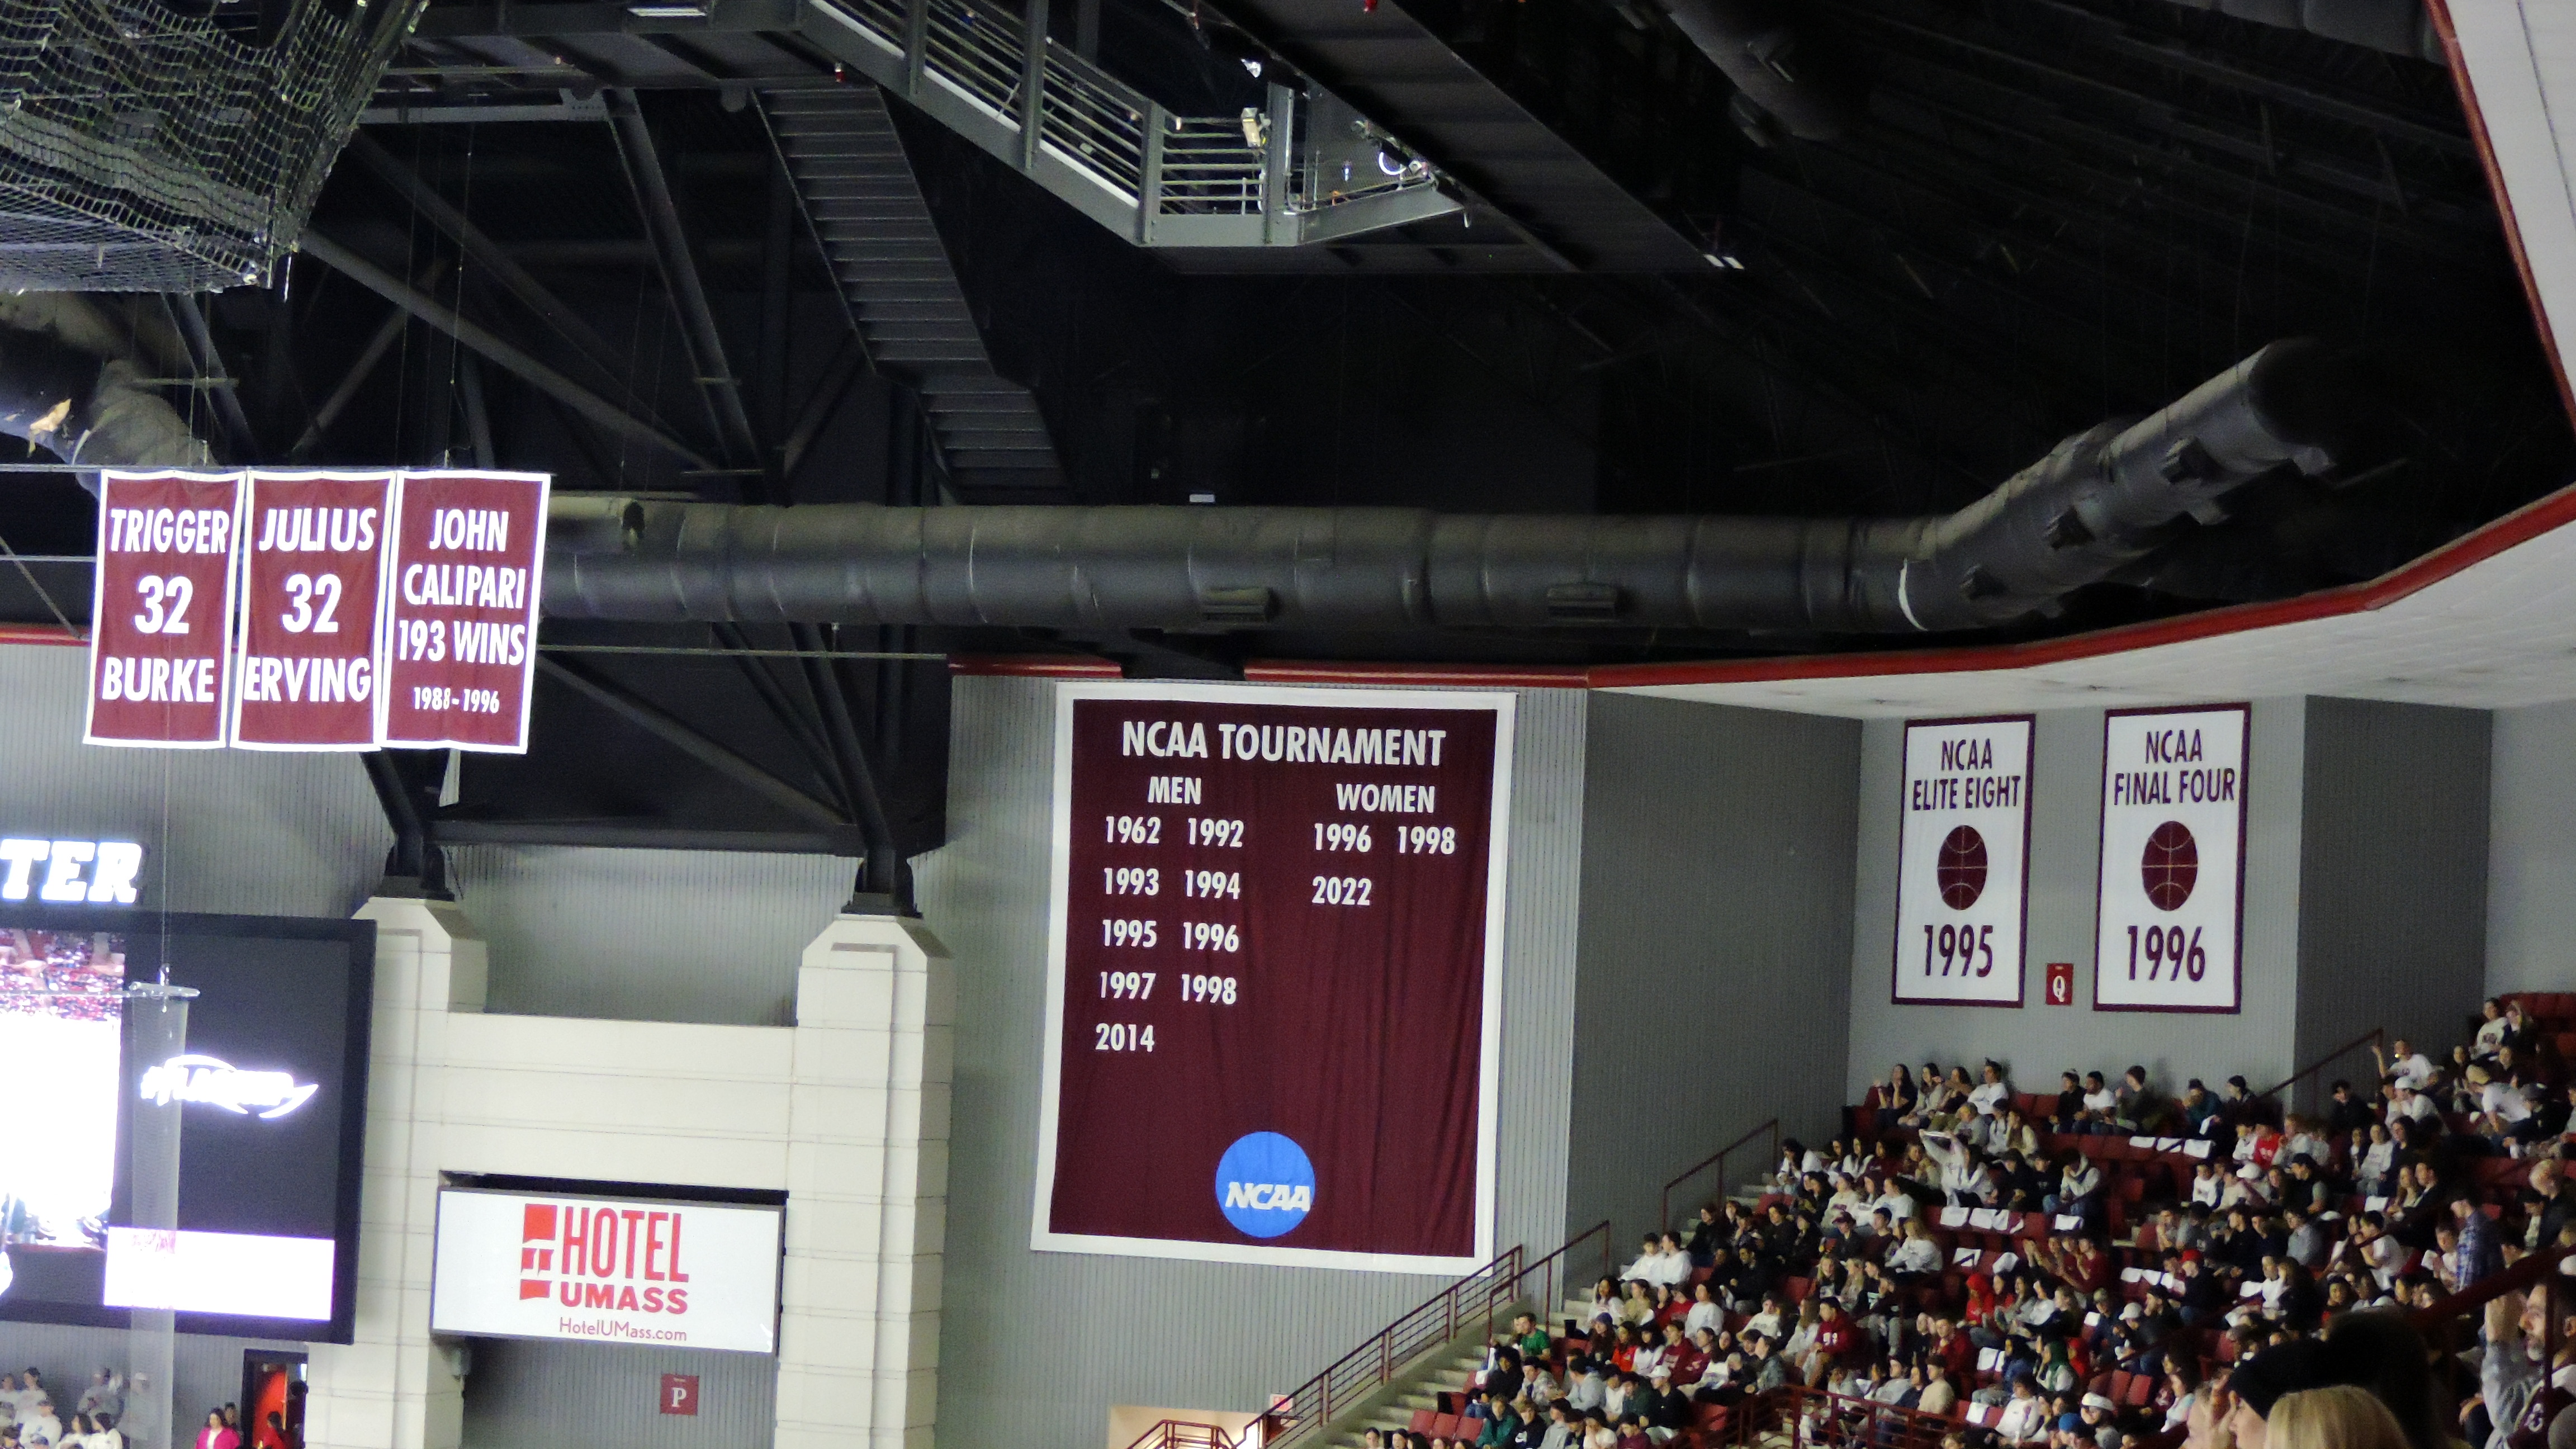 TRIGGER
32
BURKE
JULIUS
32
ERVING
JOHN
CALIPARI
193 WINS
1988-1996
TER
HOTEL
UMASS
HotelUMass.com
P
NCAA TOURNAMENT
MEN
1962 1992
1993 1994
1995 1996
1997 1998
2014
WOMEN
1996 1998
2022
NCAA
NCAA
ELITE EIGHT
1995
Q
NCAA
FINAL FOUR
1996